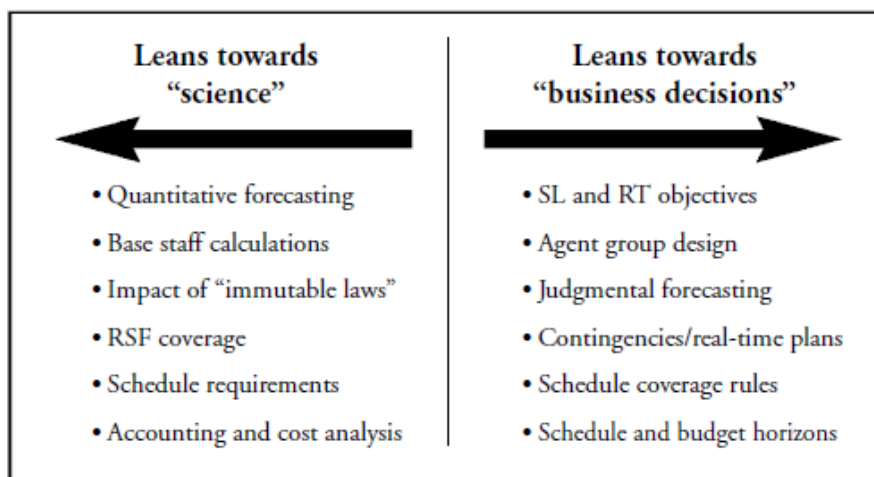 Leans towards
“science”
• Quantitative forecasting
• Base staff calculations
• Impact of “immutable laws”
• RSF coverage
• Schedule requirements
• Accounting and cost analysis
Leans towards
“business decisions”
• SL and RT objectives
• Agent group design
• Judgmental forecasting
• Contingencies/real-time plans
• Schedule coverage rules
• Schedule and budget horizons